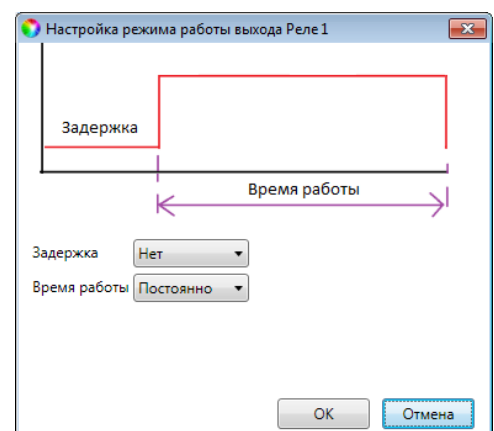 Настройка режима работы выхода Реле 1
Задержка
Время работы
Задержка Нет
Время работы Постоянно
OK Отмена